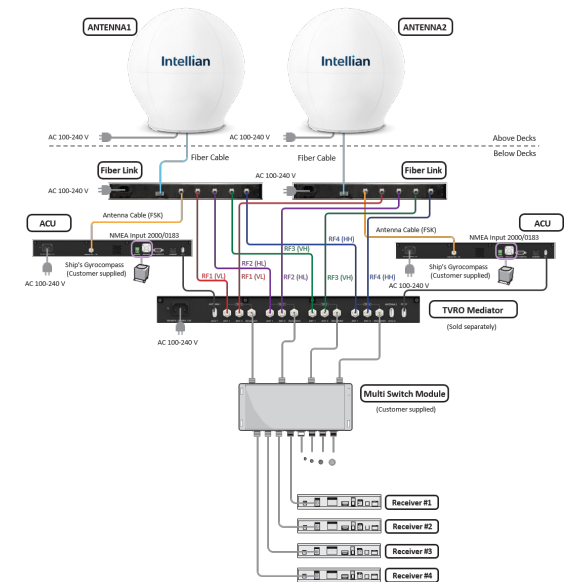 ANTENNA1
ANTENNA2
Intellian
Intellian
AC 100-240 V
AC 100-240 V
Above Decks
Below Decks
Fiber Cable
Fiber Cable
Fiber Link
Fiber Link
AC 100-240 V
AC 100-240 V
Antenna Cable (FSK)
Antenna Cable (FSK)
ACU
ACU
NMEA Input 2000/0183
NMEA Input 2000/0183
RF3 (VH)
RF4 (HH)
RF2 (HL)
Ship's Gyrocompass
(Customer supplied)
Ship's Gyrocompass
(Customer supplied)
RF1 (VL)
RF1 (VL)
RF2 (HL)
RF3 (VH)
RF4 (HH)
AC 100-240 V
AC 100-240 V
TVRO Mediator
(Sold separately)
AC 100-240 V
Multi Switch Module
(Customer supplied)
Receiver #1
Receiver #2
Receiver #3
Receiver #4